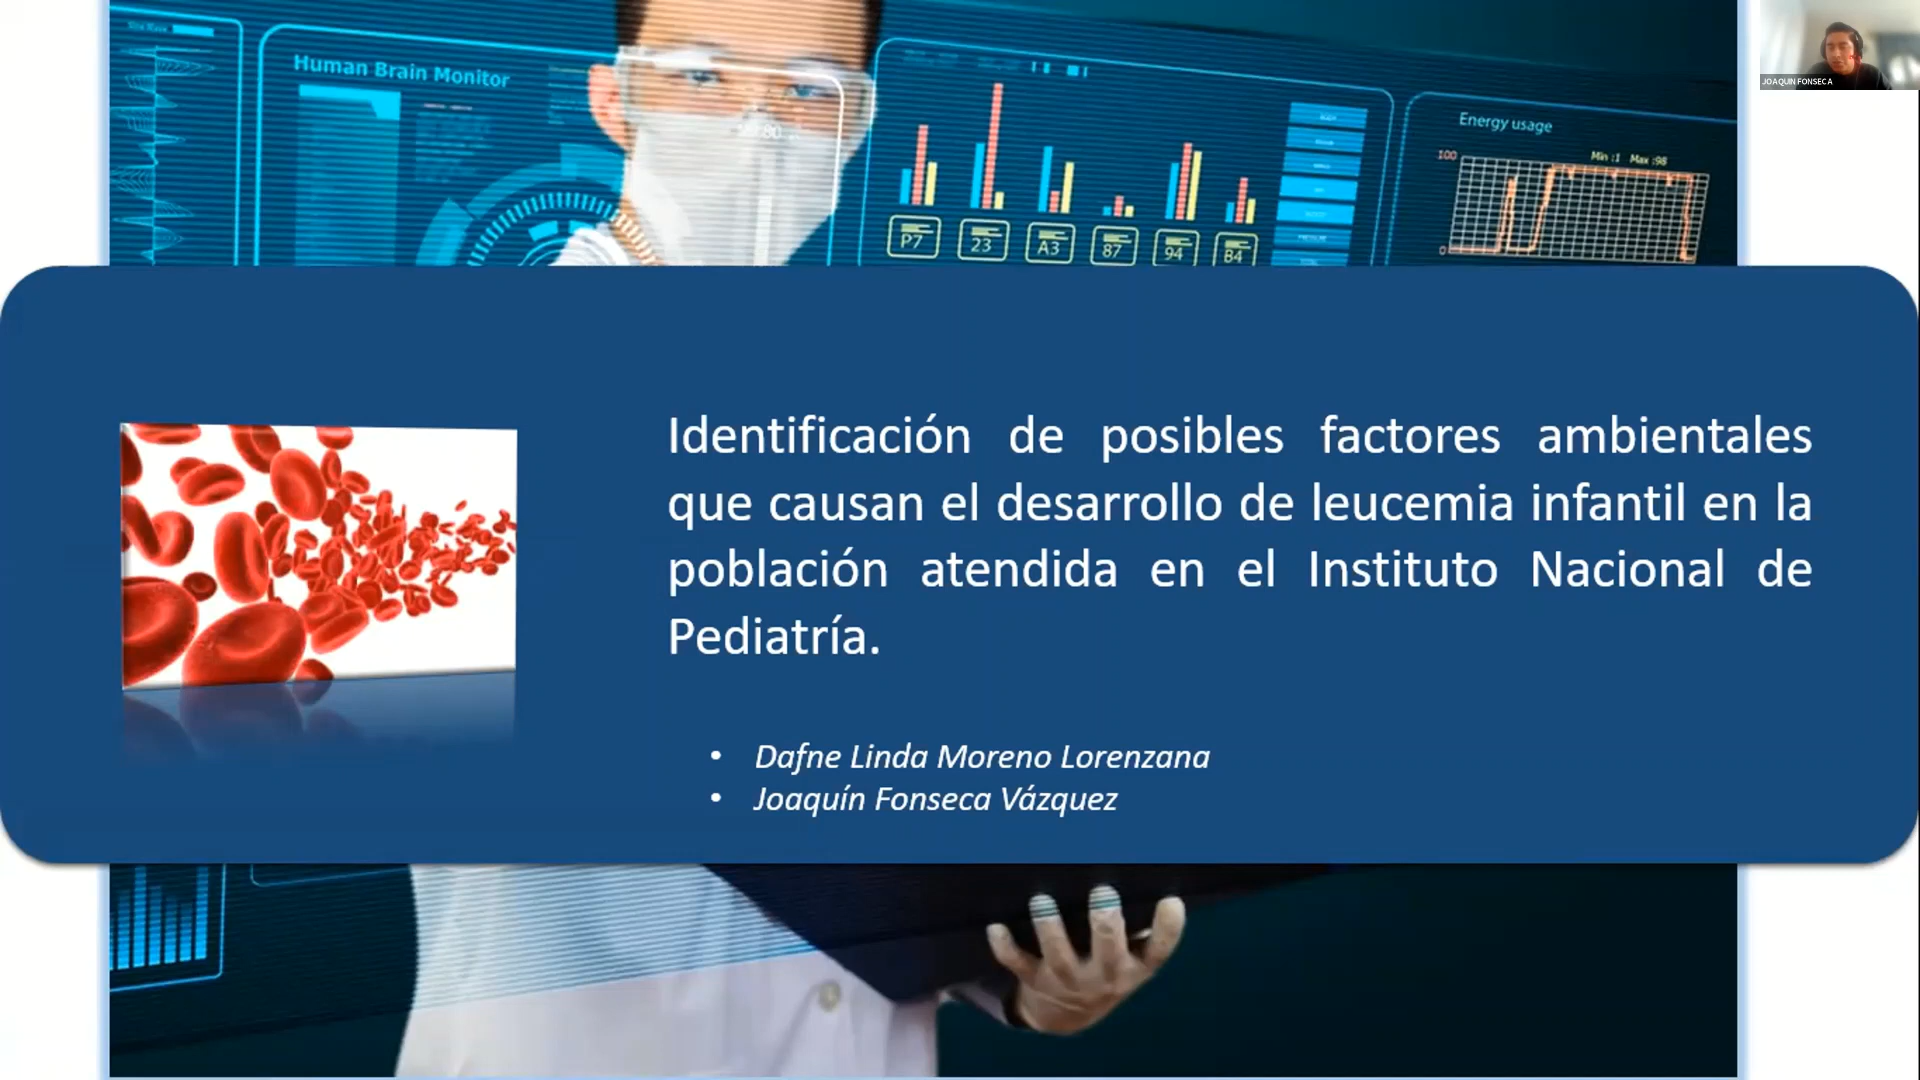 Human Brain Monitor
Energy usage
Min :1 Max :98
100
0
P7
23
A3
87
94
B4
JOAQUIN FONSECA
Identificación de posibles factores ambientales
que causan el desarrollo de leucemia infantil en la
población atendida en el Instituto Nacional de
Pediatría.
• Dafne Linda Moreno Lorenzana
• Joaquín Fonseca Vázquez